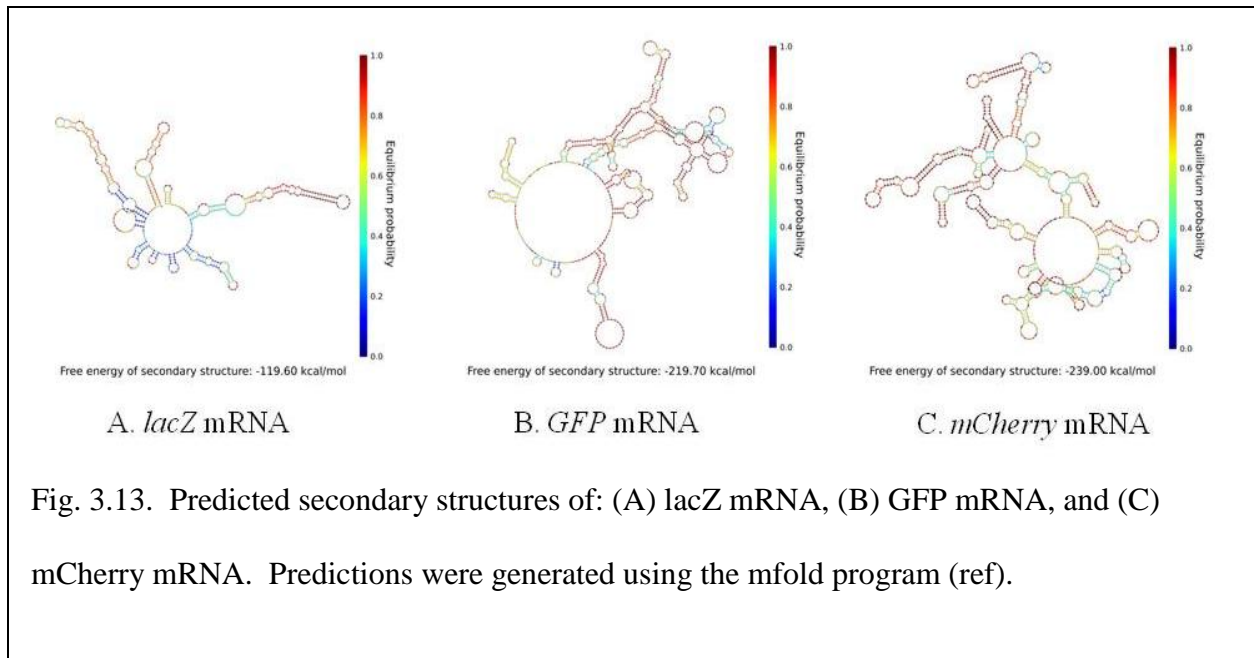 1.0
0.8
0.6
0.4
0.2
0.0
Equilibrium probability
Free energy of secondary structure: -119.60 kcal/mol
A. lacZ mRNA
1.0
0.8
0.6
0.4
0.2
0.0
Equilibrium probability
Free energy of secondary structure: -219.70 kcal/mol
B. GFP mRNA
1.0
0.8
0.6
0.4
0.2
0.0
Equilibrium probability
Free energy of secondary structure: -239.00 kcal/mol
C. mCherry mRNA
Fig. 3.13. Predicted secondary structures of: (A) lacZ mRNA, (B) GFP mRNA, and (C)
mCherry mRNA. Predictions were generated using the mfold program (ref).